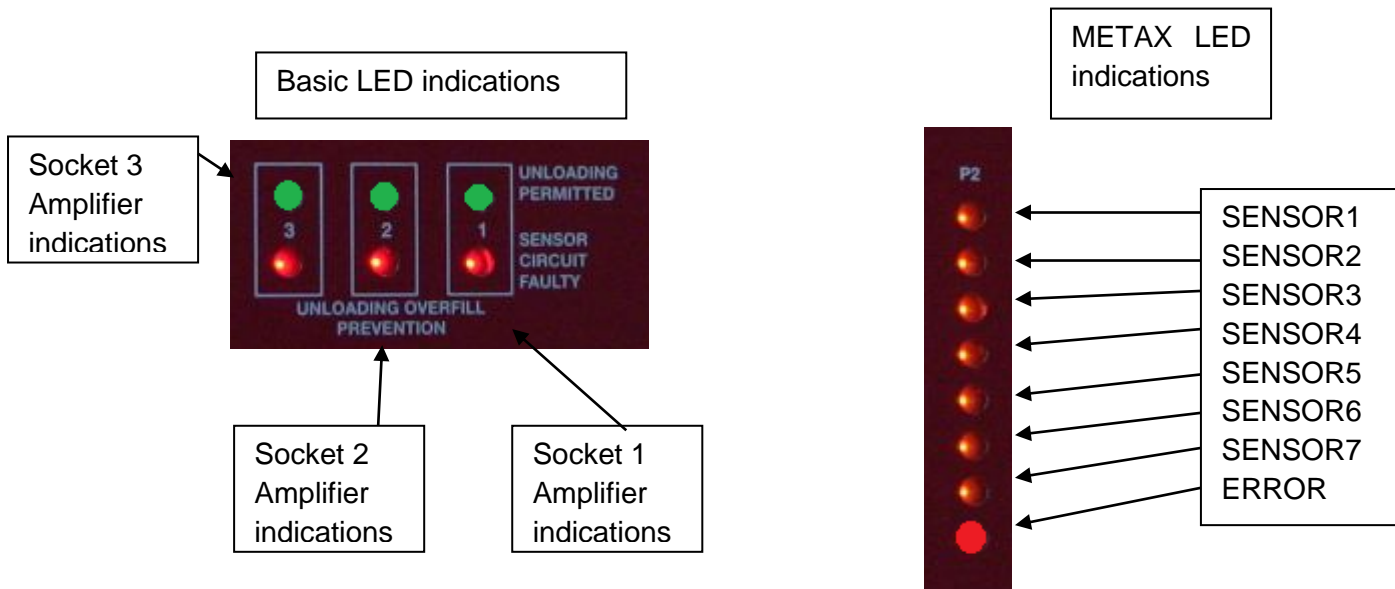 Basic LED indications
METAX LED
indications
Socket 3
Amplifier
indications
UNLOADING
PERMITTED
3 2 1
SENSOR
CIRCUIT
FAULTY
UNLOADING OVERFILL
PREVENTION
Socket 2
Amplifier
indications
Socket 1
Amplifier
indications
P2
SENSOR1
SENSOR2
SENSOR3
SENSOR4
SENSOR5
SENSOR6
SENSOR7
ERROR